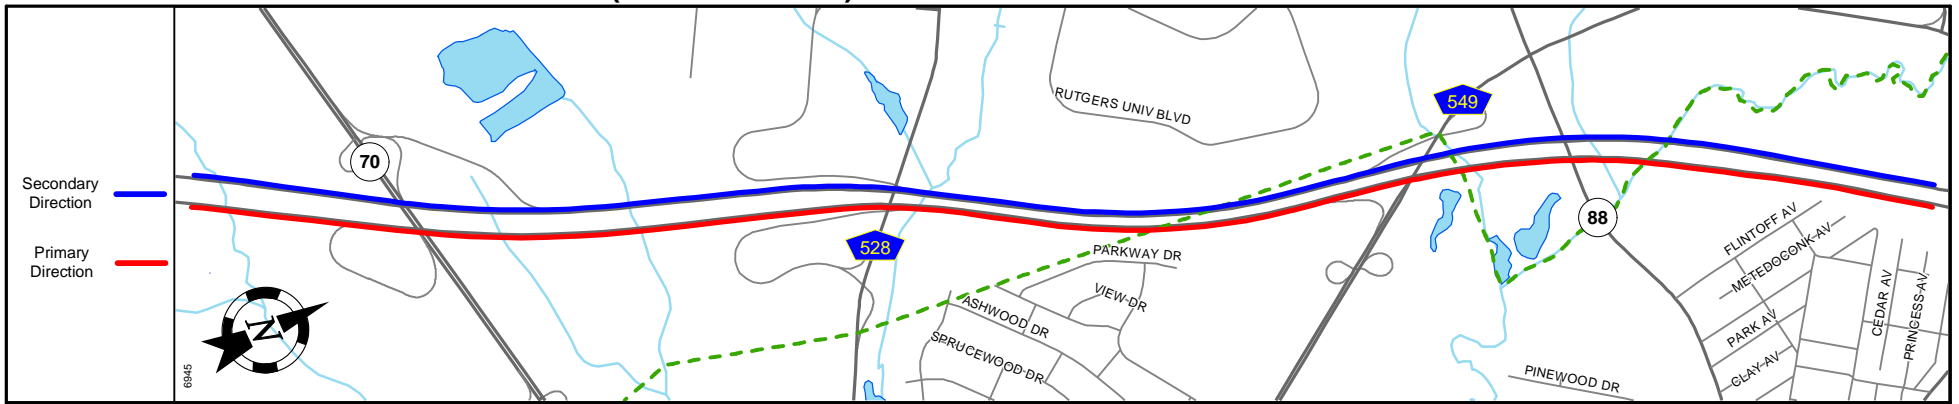 Secondary
Direction
Primary
Direction
70
528
549
88
RUTGERS UNIV BLVD
PARKWAY DR
VIEW DR
ASHWOOD DR
SPRUCEWOOD DR
PINEWOOD DR
FLINTOFF AV
METEDOCONK AV
PARK AV
CLAY AV
CEDAR AV
PRINCESS AV
N
6945